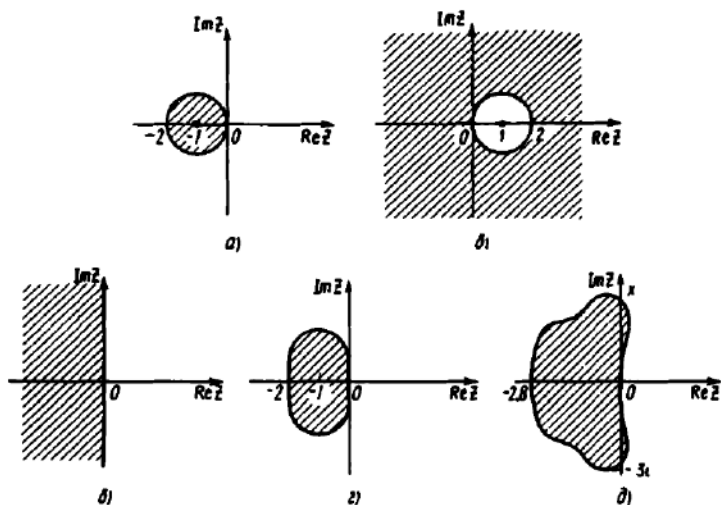 Im Z
Im Z
-2 -1 0 Re Z
0 1 2 Re Z
а)
б)
Im Z
Im Z
Im Z
x
0 Re Z
-2 -1 0 Re Z
-2,8 0 Re Z
-3i
в)
г)
д)